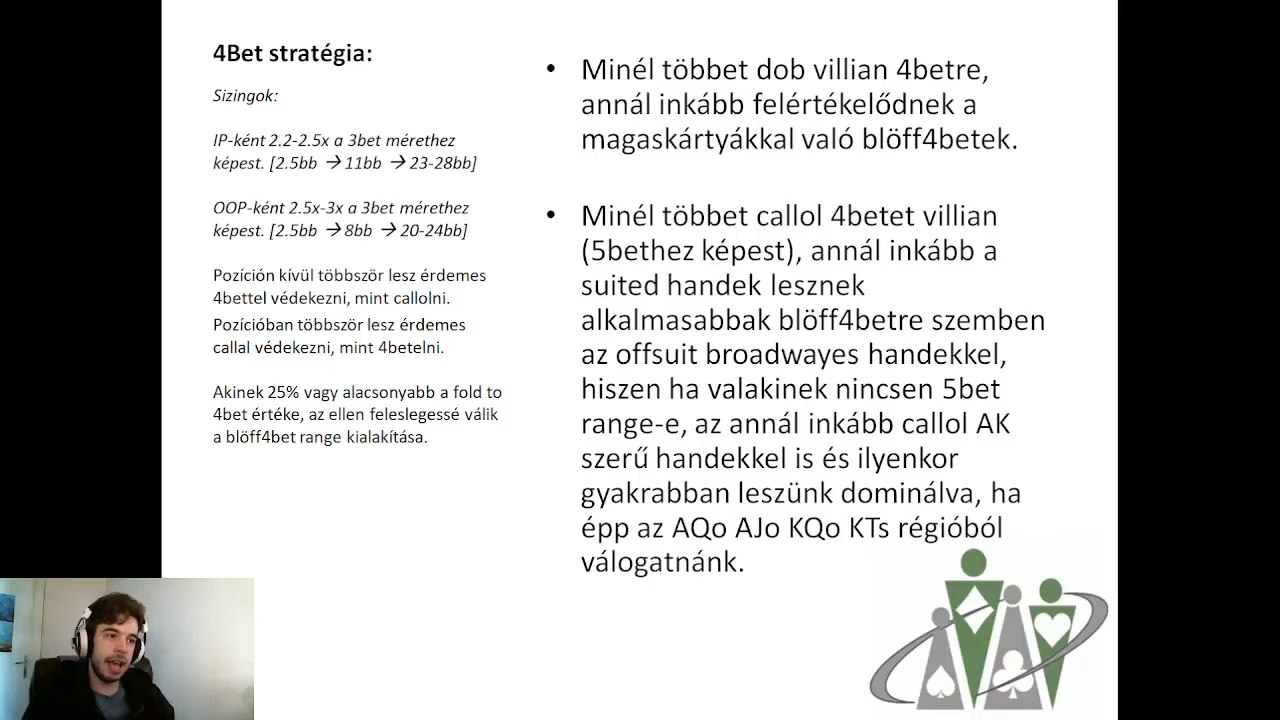 4Bet stratégia:
Sizingok:
IP-ként 2.2-2.5x a 3bet mérethez
képest. [2.5bb → 11bb → 23-28bb]
OOP-ként 2.5x-3x a 3bet mérethez
képest. [2.5bb → 8bb → 20-24bb]
Pozíción kívül többször lesz érdemes
4bettel védekezni, mint callolni.
Pozícióban többször lesz érdemes
callal védekezni, mint 4betelni.
Akinek 25% vagy alacsonyabb a fold to
4bet értéke, az ellen feleslegessé válik
a blöff4bet range kialakítása.
• Minél többet dob villian 4betre,
annál inkább felértékelődnek a
magaskártyákkal való blöff4betek.
• Minél többet callol 4betet villian
(5bethez képest), annál inkább a
suited handek lesznek
alkalmasabbak blöff4betre szemben
az offsuit broadwayes handekkel,
hiszen ha valakinek nincsen 5bet
range-e, az annál inkább callol AK
szerű handekkel is és ilyenkor
gyakrabban leszünk dominálva, ha
épp az AQo AJo KQo KTs régióból
válogatnánk.